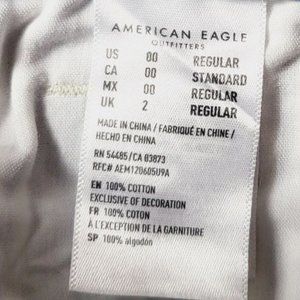 AMERICAN EAGLE
OUTFITTERS
US 00 REGULAR
CA 00 STANDARD
MX 00 REGULAR
UK 2 REGULAR
MADE IN CHINA / FABRIQUÉ EN CHINE /
HECHO EN CHINA
RN 54485/CA 03873
RFC# AEM120605U9A
EN 100% COTTON
EXCLUSIVE OF DECORATION
FR 100% COTON
À L'EXCEPTION DE LA GARNITURE
SP 100% algodón